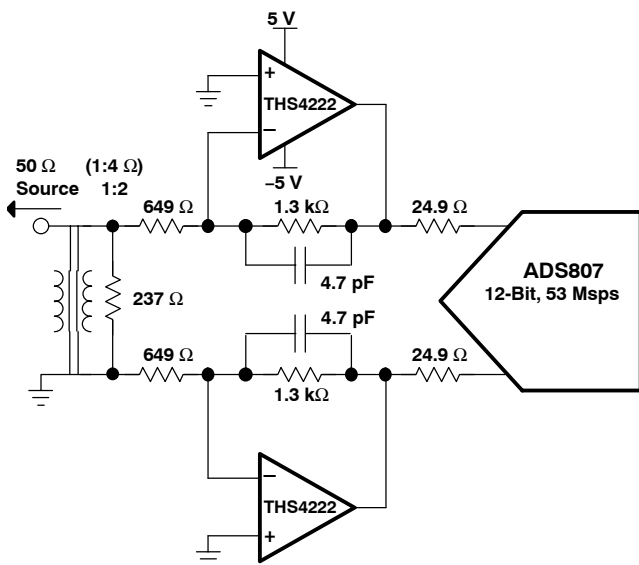 5 V
+
THS4222
−
−5 V
50 Ω
Source
(1:4 Ω)
1:2
649 Ω
1.3 kΩ
24.9 Ω
4.7 pF
237 Ω
ADS807
12-Bit, 53 Msps
4.7 pF
649 Ω
1.3 kΩ
24.9 Ω
−
THS4222
+